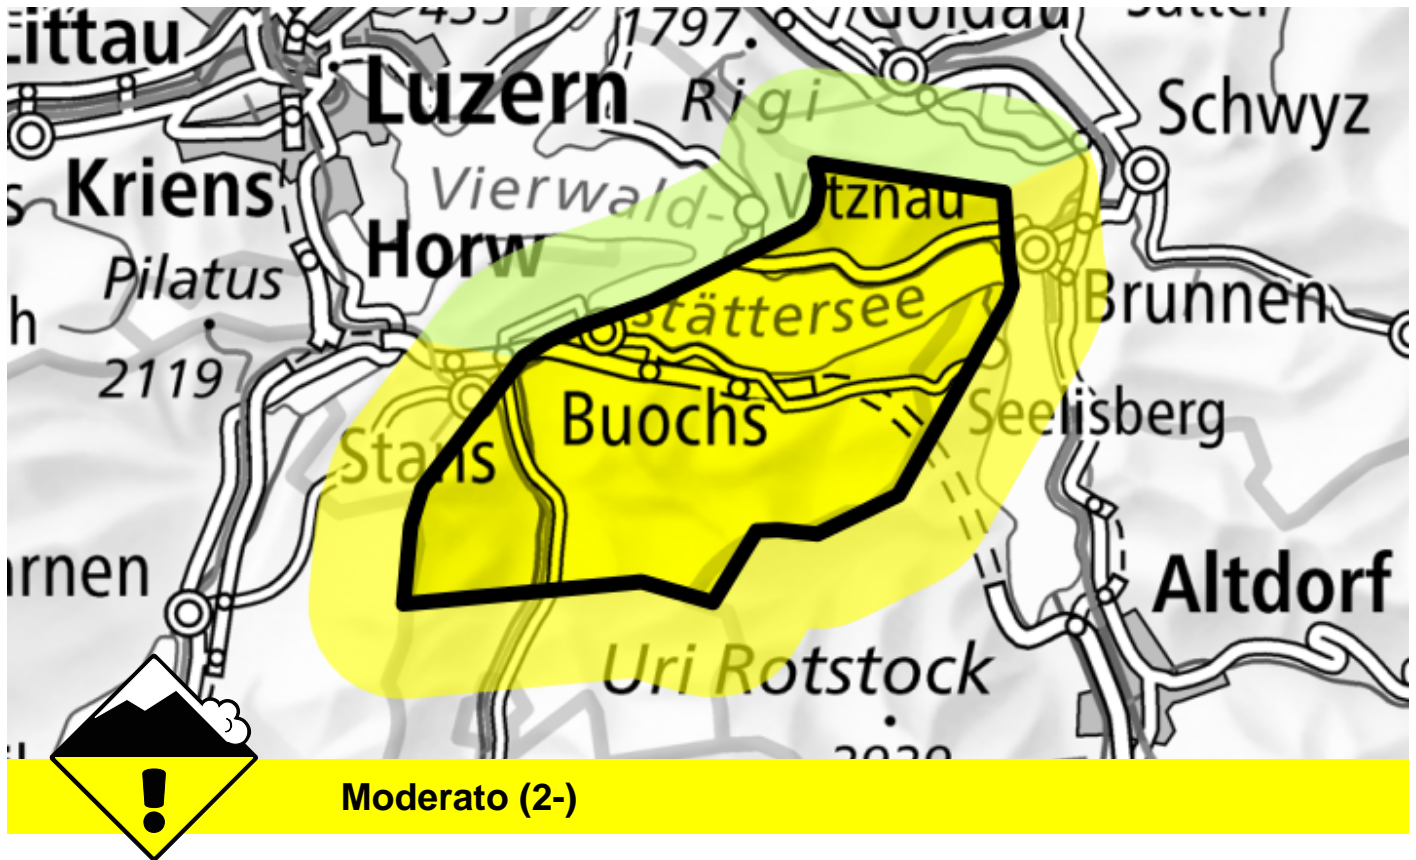 Luzern
1797
Rigi
Schwyz
Kriens
Vierwald-
Vitznau
Horw
Pilatus
2119
stättersee
Brunnen
Buochs
Seelisberg
Stans
Altdorf
Uri Rotstock
Moderato (2-)